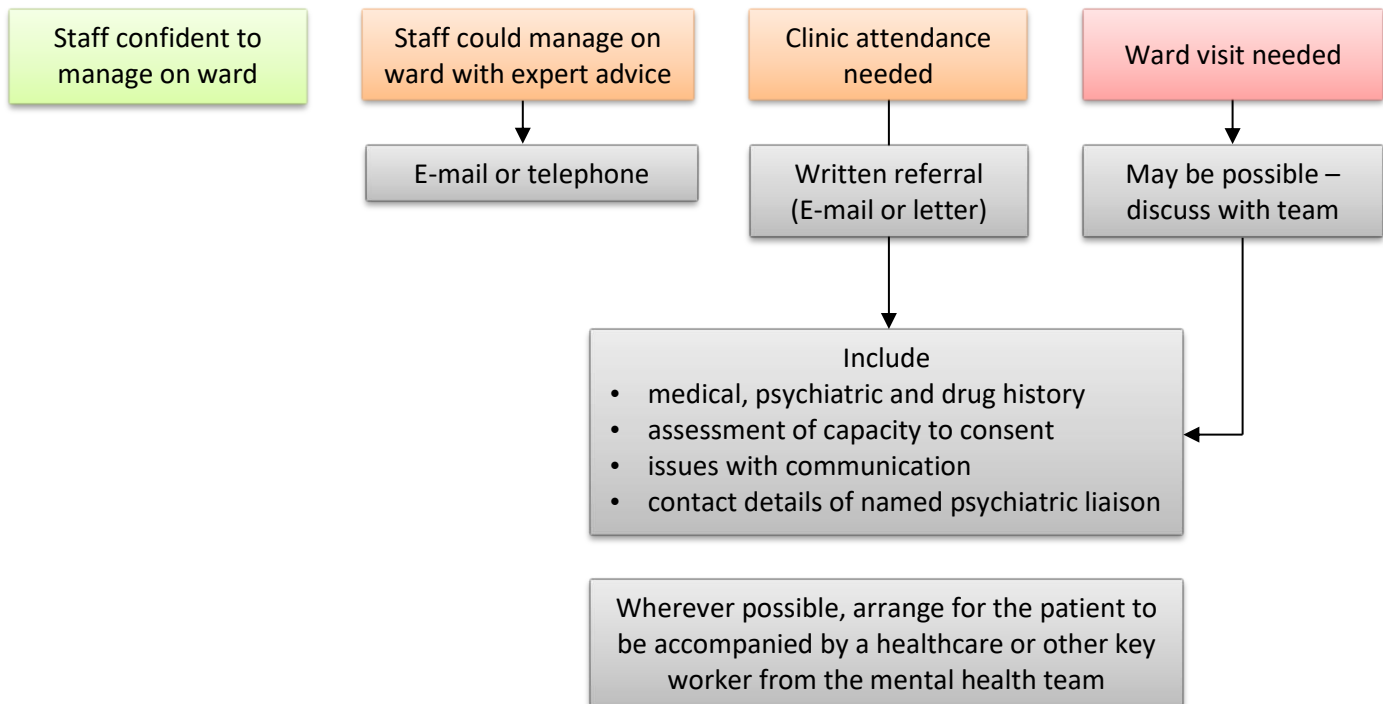 Staff confident to
manage on ward
Staff could manage on
ward with expert advice
Clinic attendance
needed
Ward visit needed
E-mail or telephone
Written referral
(E-mail or letter)
May be possible –
discuss with team
Include
• medical, psychiatric and drug history
• assessment of capacity to consent
• issues with communication
• contact details of named psychiatric liaison
Wherever possible, arrange for the patient to
be accompanied by a healthcare or other key
worker from the mental health team